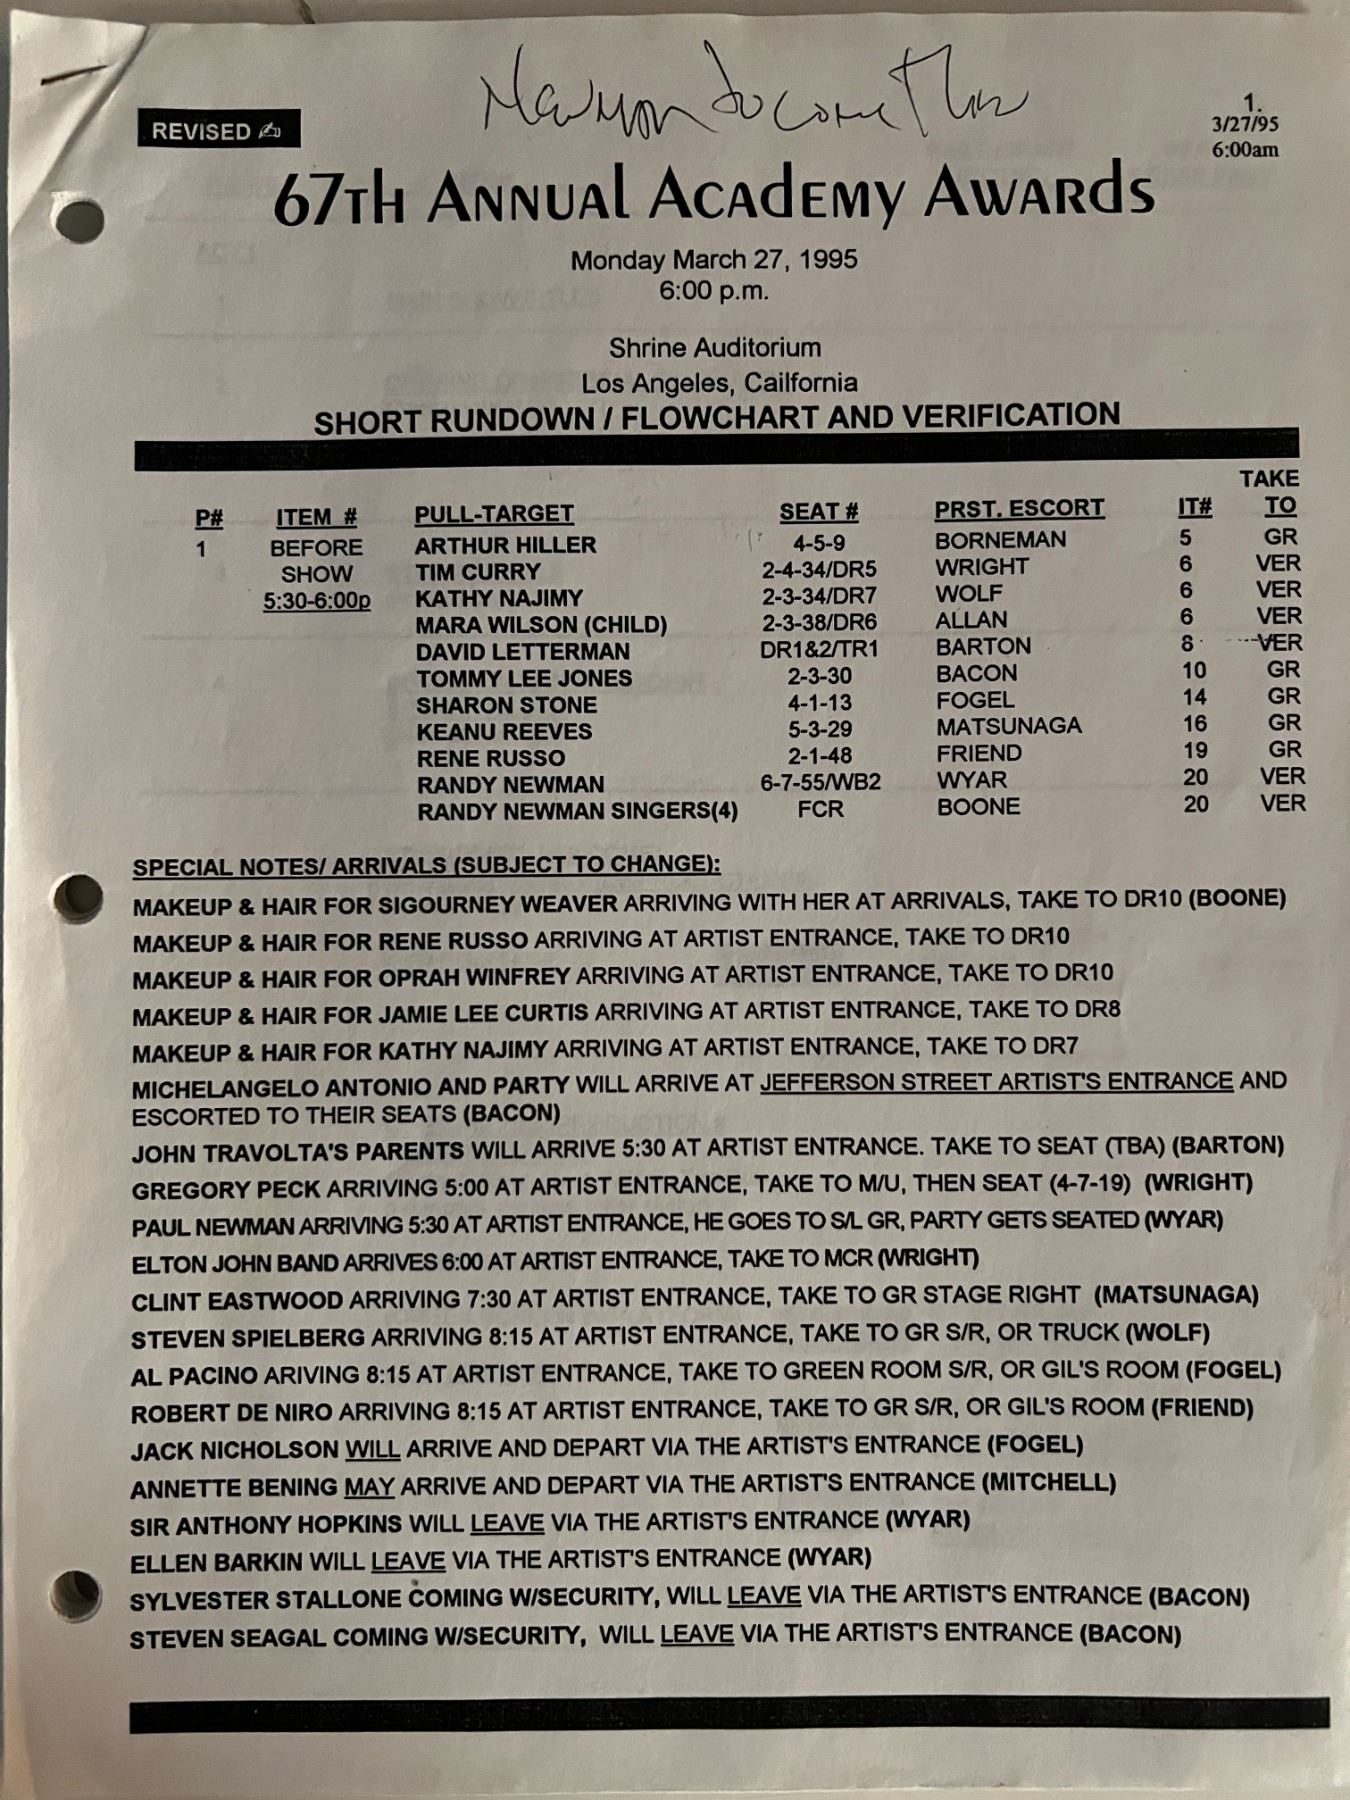 REVISED
1.
3/27/95
6:00am
67Th ANNUAl ACAdEMy AWARds
Monday March 27, 1995
6:00 p.m.
Shrine Auditorium
Los Angeles, Cailfornia
SHORT RUNDOWN / FLOWCHART AND VERIFICATION
P# ITEM # PULL-TARGET SEAT # PRST. ESCORT IT# TAKE TO
1 BEFORE ARTHUR HILLER 4-5-9 BORNEMAN 5 GR
SHOW TIM CURRY 2-4-34/DR5 WRIGHT 6 VER
5:30-6:00p KATHY NAJIMY 2-3-34/DR7 WOLF 6 VER
MARA WILSON (CHILD) 2-3-38/DR6 ALLAN 6 VER
DAVID LETTERMAN DR1&2/TR1 BARTON 8 VER
TOMMY LEE JONES 2-3-30 BACON 10 GR
SHARON STONE 4-1-13 FOGEL 14 GR
KEANU REEVES 5-3-29 MATSUNAGA 16 GR
RENE RUSSO 2-1-48 FRIEND 19 GR
RANDY NEWMAN 6-7-55/WB2 WYAR 20 VER
RANDY NEWMAN SINGERS(4) FCR BOONE 20 VER
SPECIAL NOTES/ ARRIVALS (SUBJECT TO CHANGE):
MAKEUP & HAIR FOR SIGOURNEY WEAVER ARRIVING WITH HER AT ARRIVALS, TAKE TO DR10 (BOONE)
MAKEUP & HAIR FOR RENE RUSSO ARRIVING AT ARTIST ENTRANCE, TAKE TO DR10
MAKEUP & HAIR FOR OPRAH WINFREY ARRIVING AT ARTIST ENTRANCE, TAKE TO DR10
MAKEUP & HAIR FOR JAMIE LEE CURTIS ARRIVING AT ARTIST ENTRANCE, TAKE TO DR8
MAKEUP & HAIR FOR KATHY NAJIMY ARRIVING AT ARTIST ENTRANCE, TAKE TO DR7
MICHELANGELO ANTONIO AND PARTY WILL ARRIVE AT JEFFERSON STREET ARTIST'S ENTRANCE AND
ESCORTED TO THEIR SEATS (BACON)
JOHN TRAVOLTA'S PARENTS WILL ARRIVE 5:30 AT ARTIST ENTRANCE. TAKE TO SEAT (TBA) (BARTON)
GREGORY PECK ARRIVING 5:00 AT ARTIST ENTRANCE, TAKE TO M/U, THEN SEAT (4-7-19) (WRIGHT)
PAUL NEWMAN ARRIVING 5:30 AT ARTIST ENTRANCE, HE GOES TO S/L GR, PARTY GETS SEATED (WYAR)
ELTON JOHN BAND ARRIVES 6:00 AT ARTIST ENTRANCE, TAKE TO MCR (WRIGHT)
CLINT EASTWOOD ARRIVING 7:30 AT ARTIST ENTRANCE, TAKE TO GR STAGE RIGHT (MATSUNAGA)
STEVEN SPIELBERG ARRIVING 8:15 AT ARTIST ENTRANCE, TAKE TO GR S/R, OR TRUCK (WOLF)
AL PACINO ARIVING 8:15 AT ARTIST ENTRANCE, TAKE TO GREEN ROOM S/R, OR GIL'S ROOM (FOGEL)
ROBERT DE NIRO ARRIVING 8:15 AT ARTIST ENTRANCE, TAKE TO GR S/R, OR GIL'S ROOM (FRIEND)
JACK NICHOLSON WILL ARRIVE AND DEPART VIA THE ARTIST'S ENTRANCE (FOGEL)
ANNETTE BENING MAY ARRIVE AND DEPART VIA THE ARTIST'S ENTRANCE (MITCHELL)
SIR ANTHONY HOPKINS WILL LEAVE VIA THE ARTIST'S ENTRANCE (WYAR)
ELLEN BARKIN WILL LEAVE VIA THE ARTIST'S ENTRANCE (WYAR)
SYLVESTER STALLONE COMING W/SECURITY, WILL LEAVE VIA THE ARTIST'S ENTRANCE (BACON)
STEVEN SEAGAL COMING W/SECURITY, WILL LEAVE VIA THE ARTIST'S ENTRANCE (BACON)